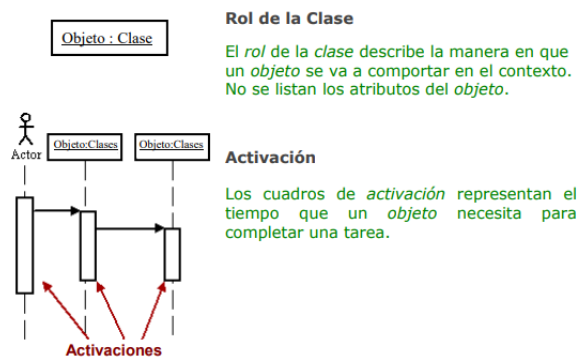 Objeto : Clase
Rol de la Clase
El rol de la clase describe la manera en que
un objeto se va a comportar en el contexto.
No se listan los atributos del objeto.
Actor
Objeto:Clases
Objeto:Clases
Activación
Los cuadros de activación representan el
tiempo que un objeto necesita para
completar una tarea.
Activaciones